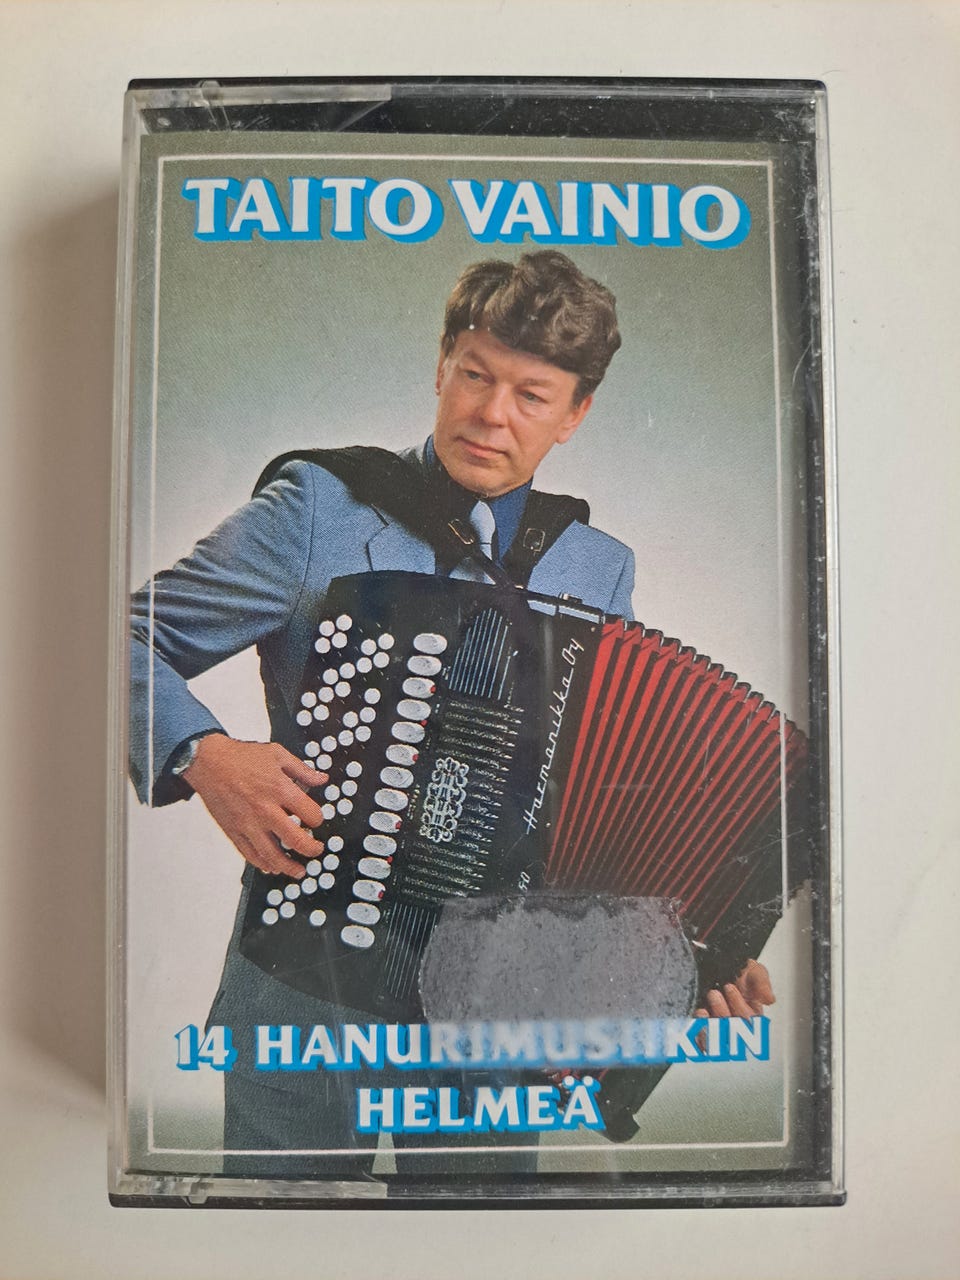 TAITO VAINIO
Harmonikka Oy
14 HANURIMUSIIKIN
HELMEÄ